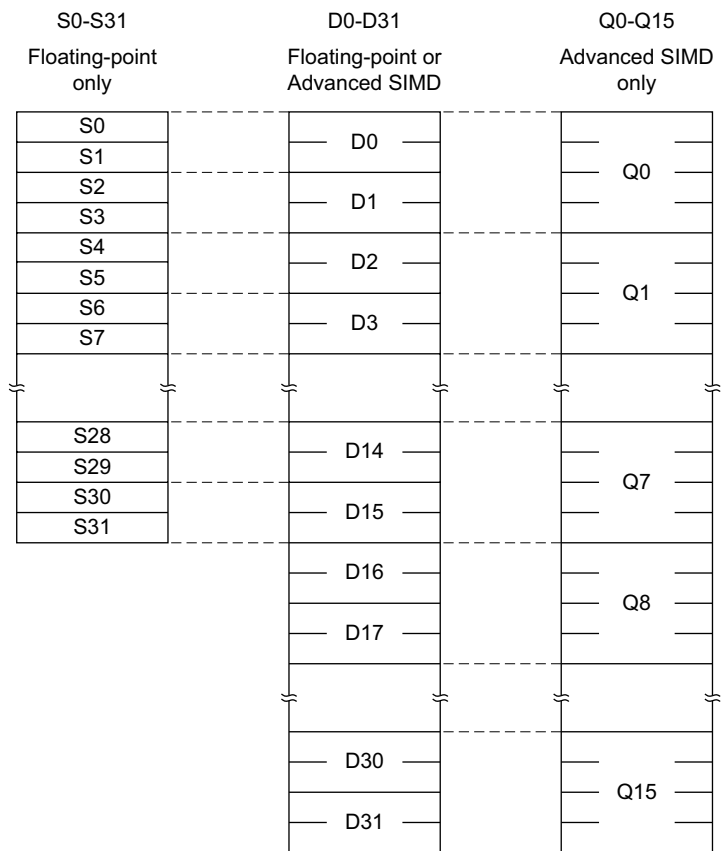 S0-S31
Floating-point
only
D0-D31
Floating-point or
Advanced SIMD
Q0-Q15
Advanced SIMD
only
S0
S1
S2
S3
S4
S5
S6
S7
S28
S29
S30
S31
D0
D1
D2
D3
D14
D15
D16
D17
D30
D31
Q0
Q1
Q7
Q8
Q15